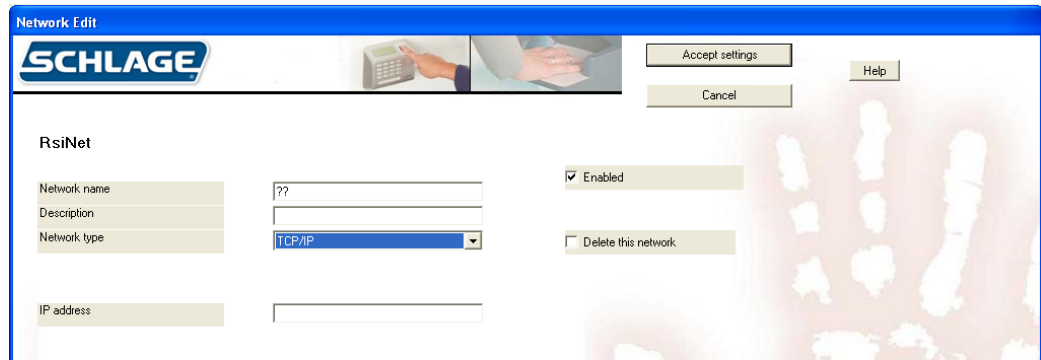 Network Edit
SCHLAGE
Accept settings
Help
Cancel
RsiNet
Network name
??
Enabled
Description
Network type
TCP/IP
Delete this network
IP address